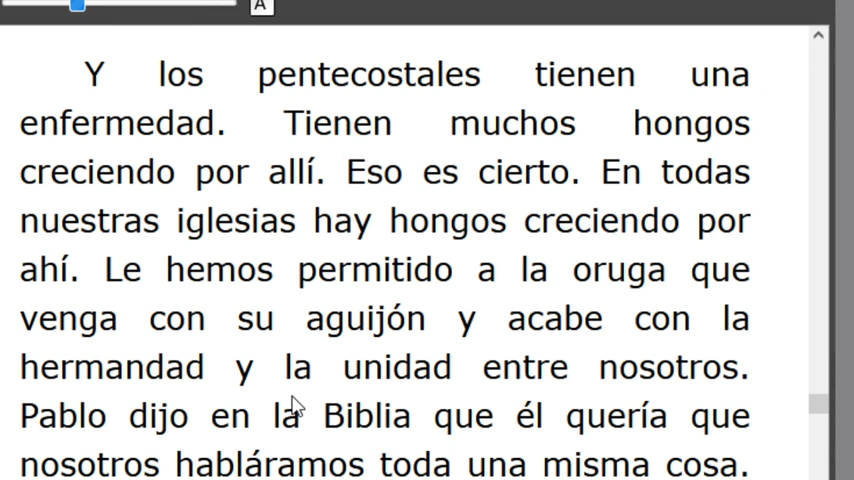 A
Y los pentecostales tienen una
enfermedad. Tienen muchos hongos
creciendo por allí. Eso es cierto. En todas
nuestras iglesias hay hongos creciendo por
ahí. Le hemos permitido a la oruga que
venga con su aguijón y acabe con la
hermandad y la unidad entre nosotros.
Pablo dijo en la Biblia que él quería que
nosotros habláramos toda una misma cosa.